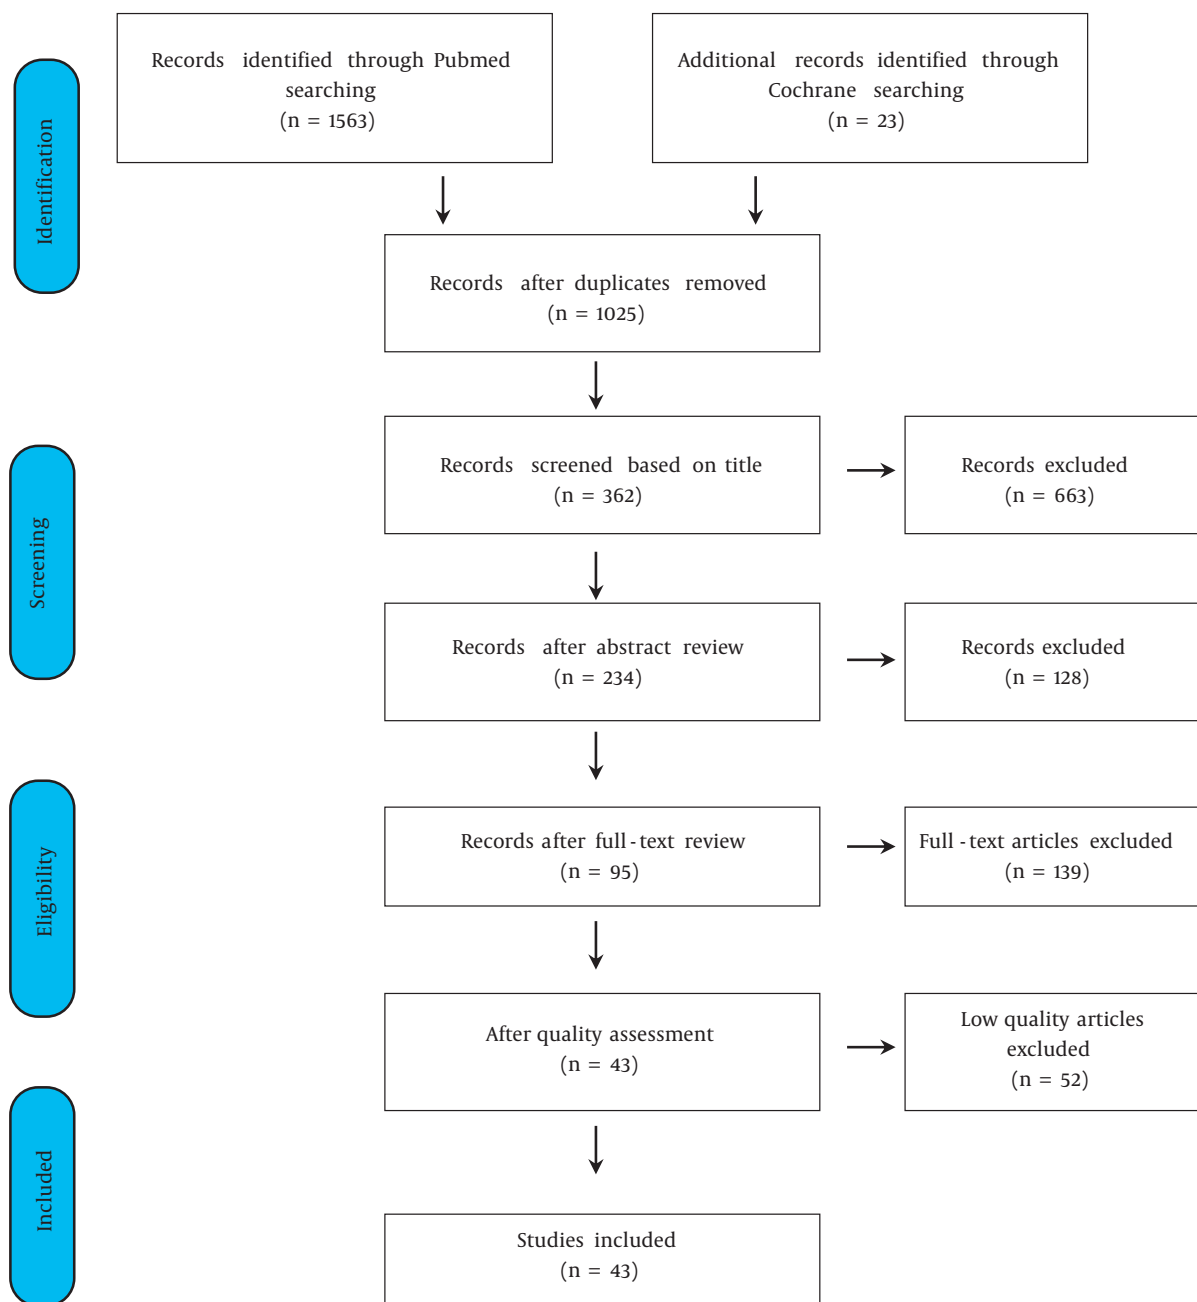 Records identified through Pubmed
searching
(n = 1563)
Additional records identified through
Cochrane searching
(n = 23)
Identification
Records after duplicates removed
(n = 1025)
Records screened based on title
(n = 362)
Records excluded
(n = 663)
Screening
Records after abstract review
(n = 234)
Records excluded
(n = 128)
Records after full-text review
(n = 95)
Full-text articles excluded
(n = 139)
Eligibility
After quality assessment
(n = 43)
Low quality articles
excluded
(n = 52)
Included
Studies included
(n = 43)